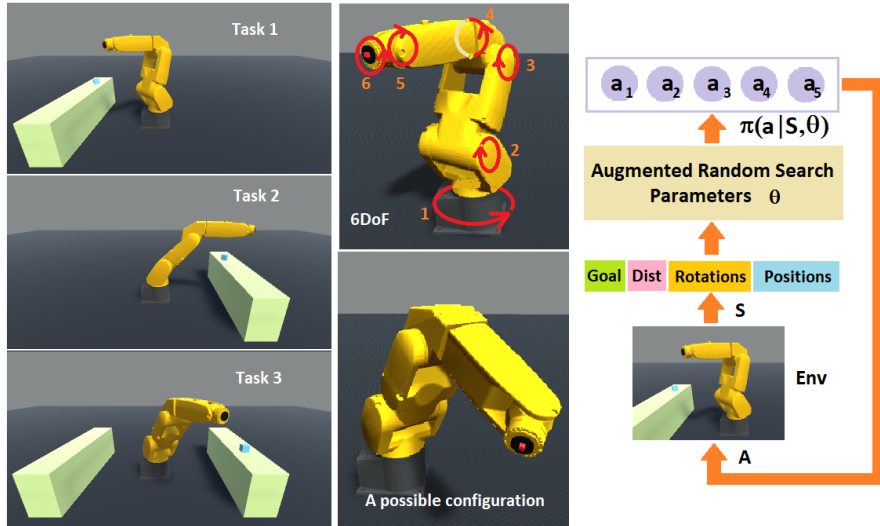 Task 1
Task 2
Task 3
4
3
6
5
2
1
6DoF
A possible configuration
a1 a2 a3 a4 a5
π(a|S,θ)
Augmented Random Search
Parameters θ
Goal Dist Rotations Positions
S
Env
A